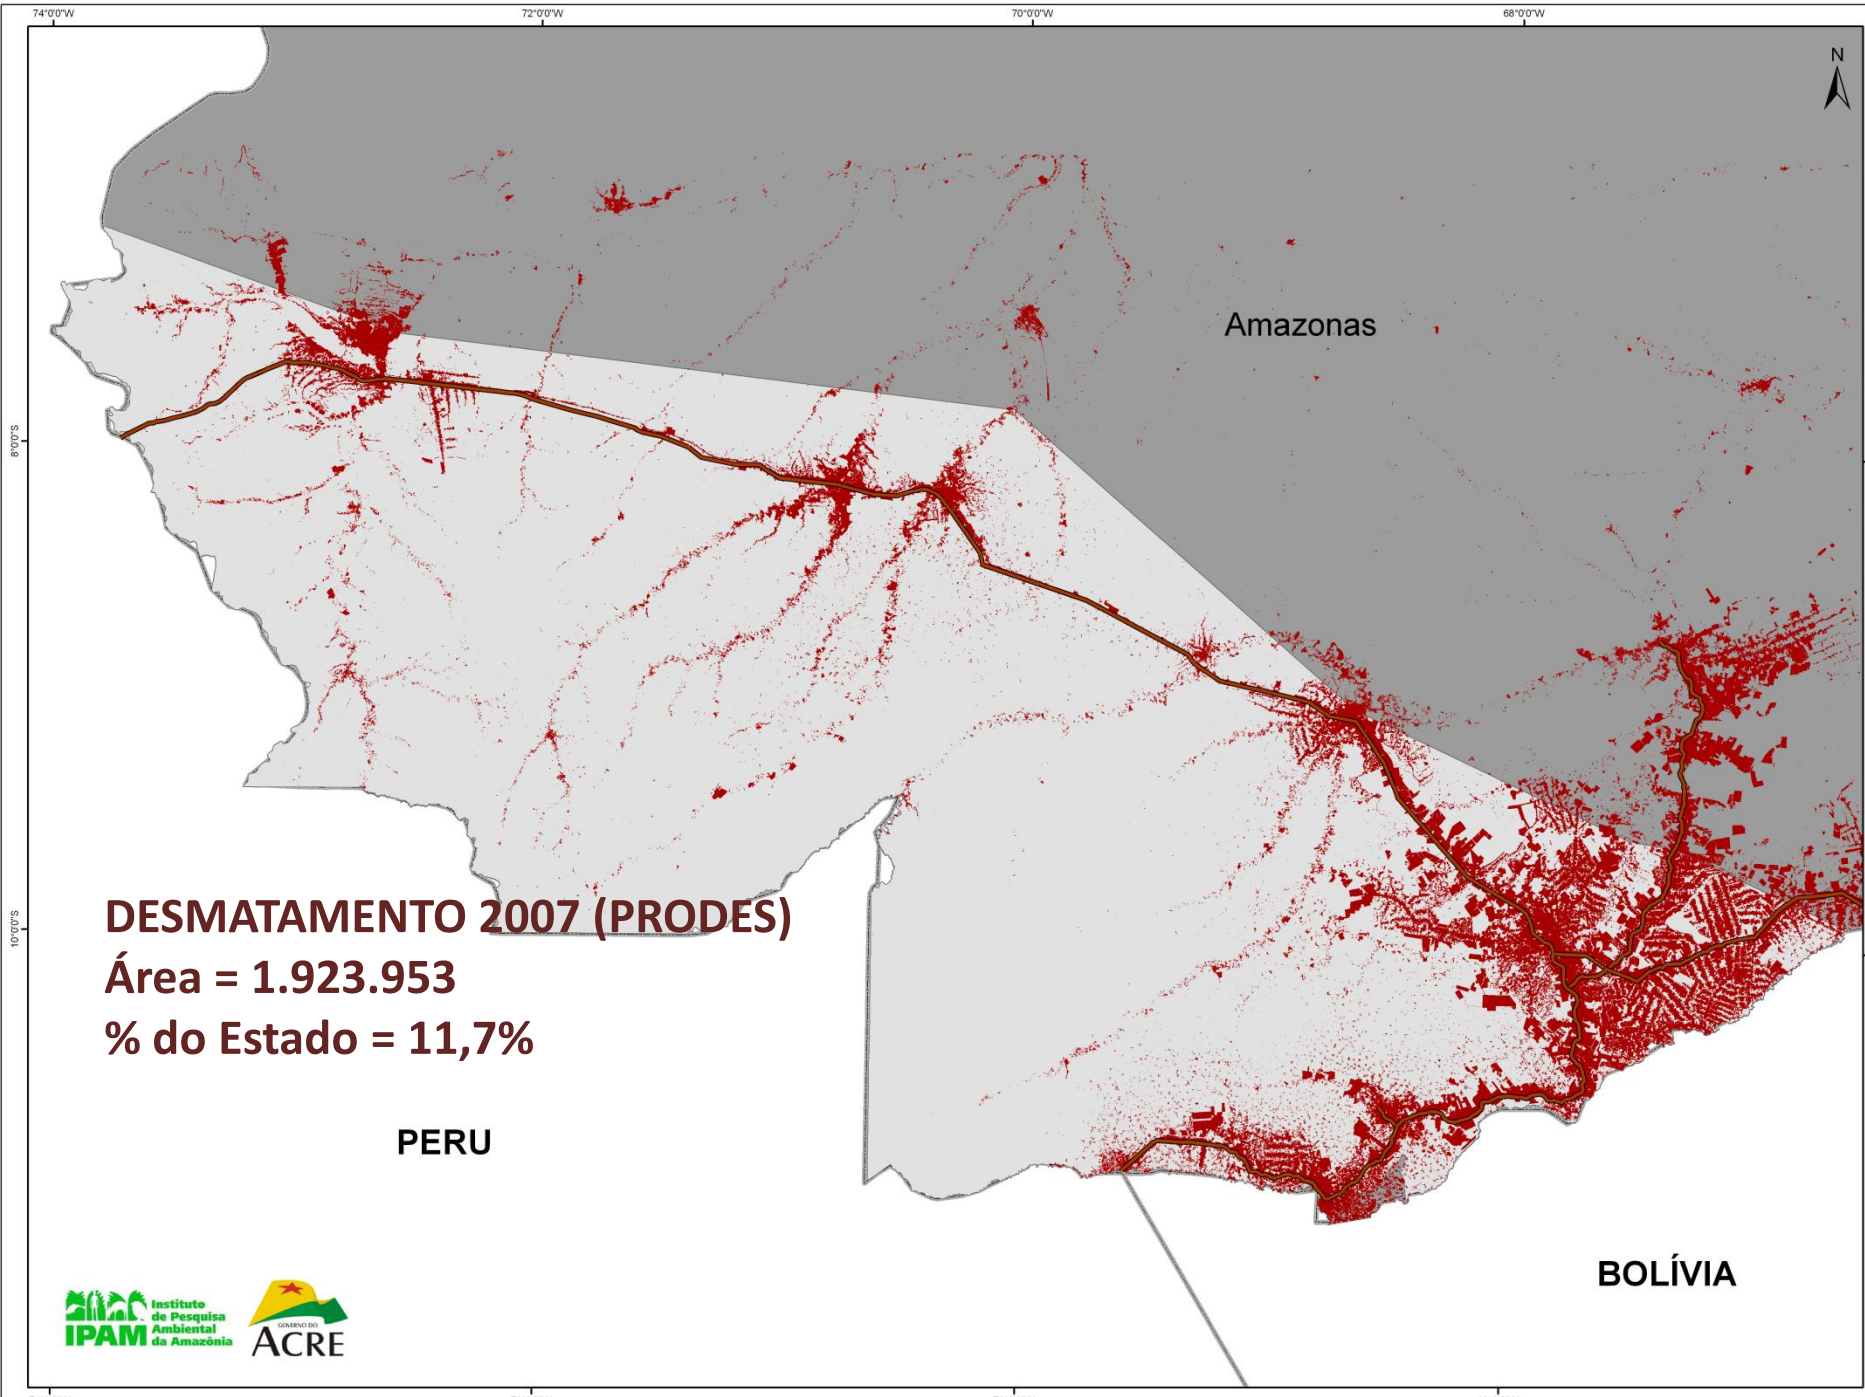 74°0'0"W
72°0'0"W
70°0'0"W
68°0'0"W
N
Amazonas
8°0'0"S
DESMATAMENTO 2007 (PRODES)
Área = 1.923.953
% do Estado = 11,7%
10°0'0"S
PERU
BOLÍVIA
Instituto
de Pesquisa
Ambiental
da Amazônia
IPAM
GOVERNO DO
ACRE